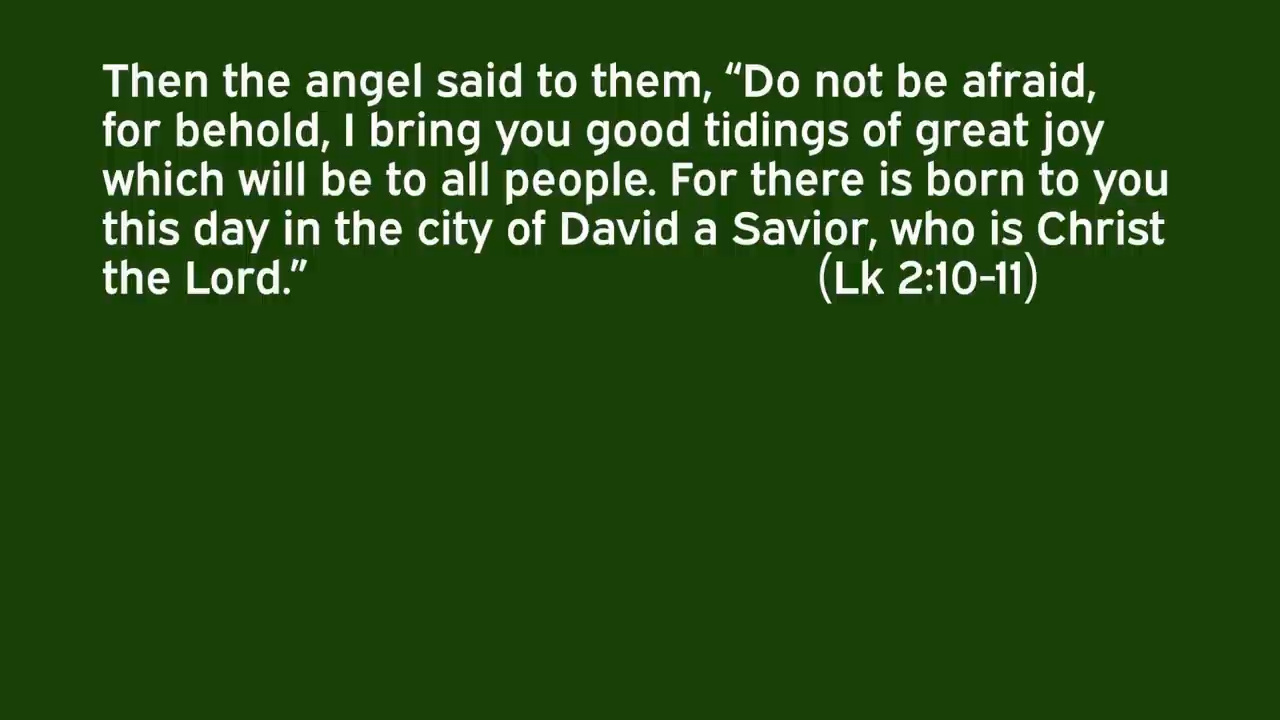 Then the angel said to them, “Do not be afraid,
for behold, I bring you good tidings of great joy
which will be to all people. For there is born to you
this day in the city of David a Savior, who is Christ
the Lord.” (Lk 2:10-11)